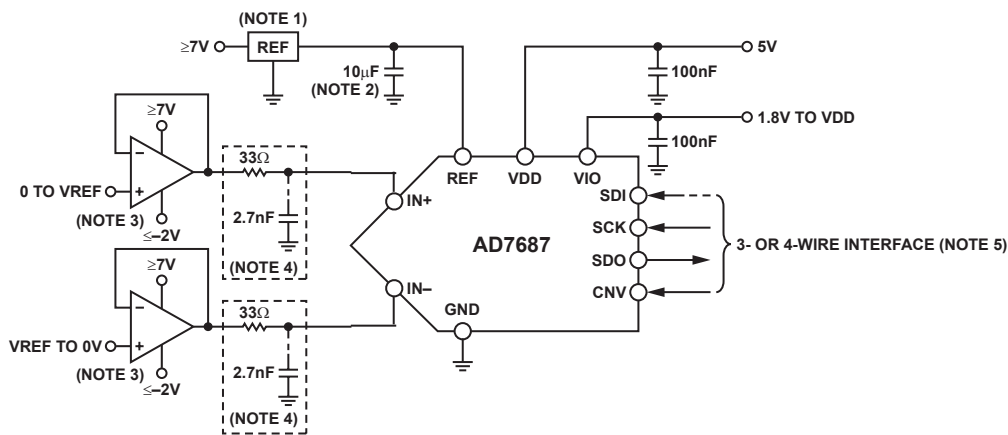 (NOTE 1)
≥7V
REF
10μF
(NOTE 2)
100nF
5V
100nF
1.8V TO VDD
≥7V
−
+
0 TO VREF
(NOTE 3)
≤–2V
33Ω
2.7nF
(NOTE 4)
REF
VDD
VIO
IN+
IN–
GND
AD7687
SDI
SCK
SDO
CNV
3- OR 4-WIRE INTERFACE (NOTE 5)
≥7V
−
+
VREF TO 0V
(NOTE 3)
≤–2V
33Ω
2.7nF
(NOTE 4)